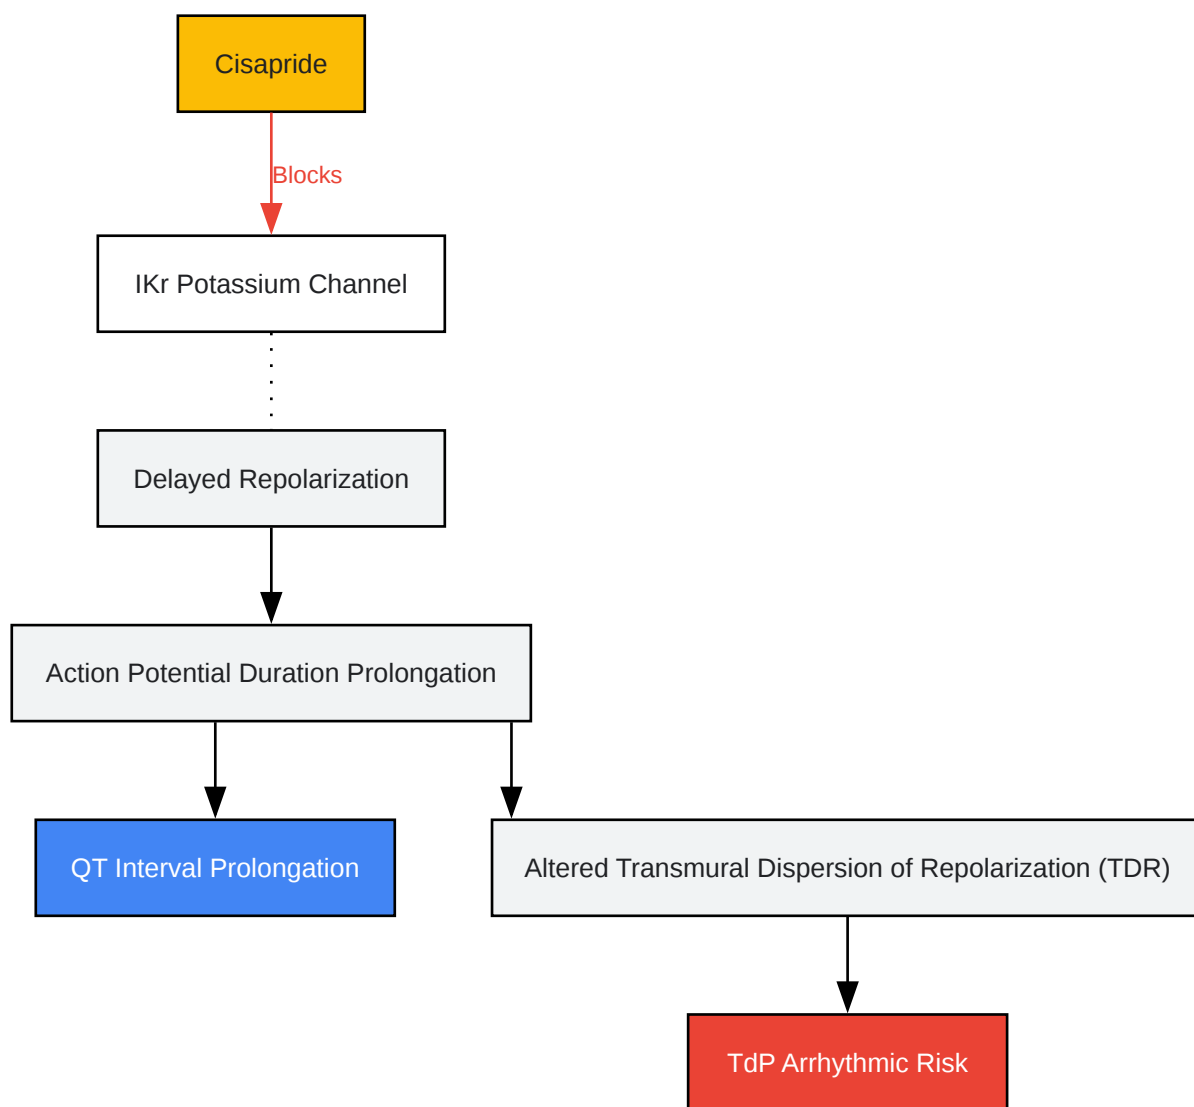 Cisapride
Blocks
IKr Potassium Channel
Delayed Repolarization
Action Potential Duration Prolongation
QT Interval Prolongation
Altered Transmural Dispersion of Repolarization (TDR)
TdP Arrhythmic Risk